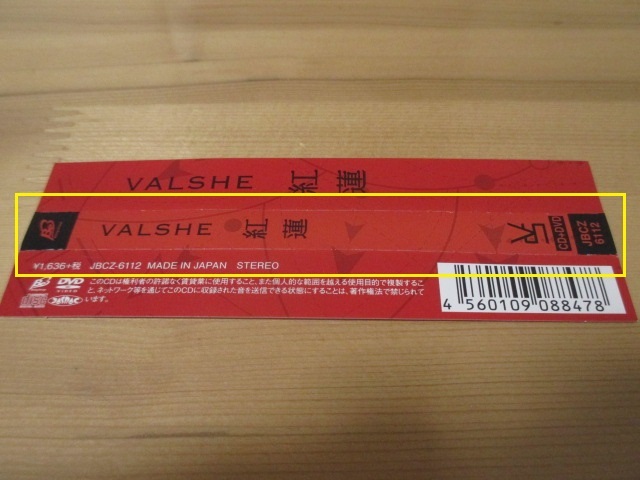 VALSHE 紅蓮
VALSHE 紅蓮
CD+DVD
JBCZ
6112
¥1,636+税 JBCZ-6112 MADE IN JAPAN STEREO
DVD
このCDは権利者の許諾なく賃貸業に使用すること、また個人的な範囲を越える使用目的で複製するこ
と、ネットワーク等を通じてこのCDに収録された音を送信できる状態にすることは、著作権法で禁じられて
います。
4 560109 088478